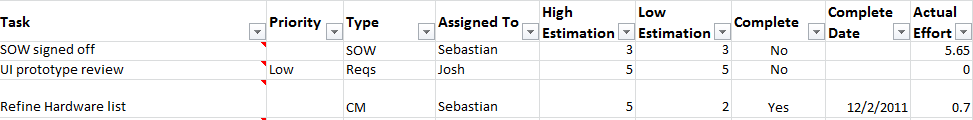 Task Priority Type Assigned To High Estimation Low Estimation Complete Complete Date Actual Effort
SOW signed off SOW Sebastian 3 3 No 5.65
UI prototype review Low Reqs Josh 5 5 No 0
Refine Hardware list CM Sebastian 5 2 Yes 12/2/2011 0.7